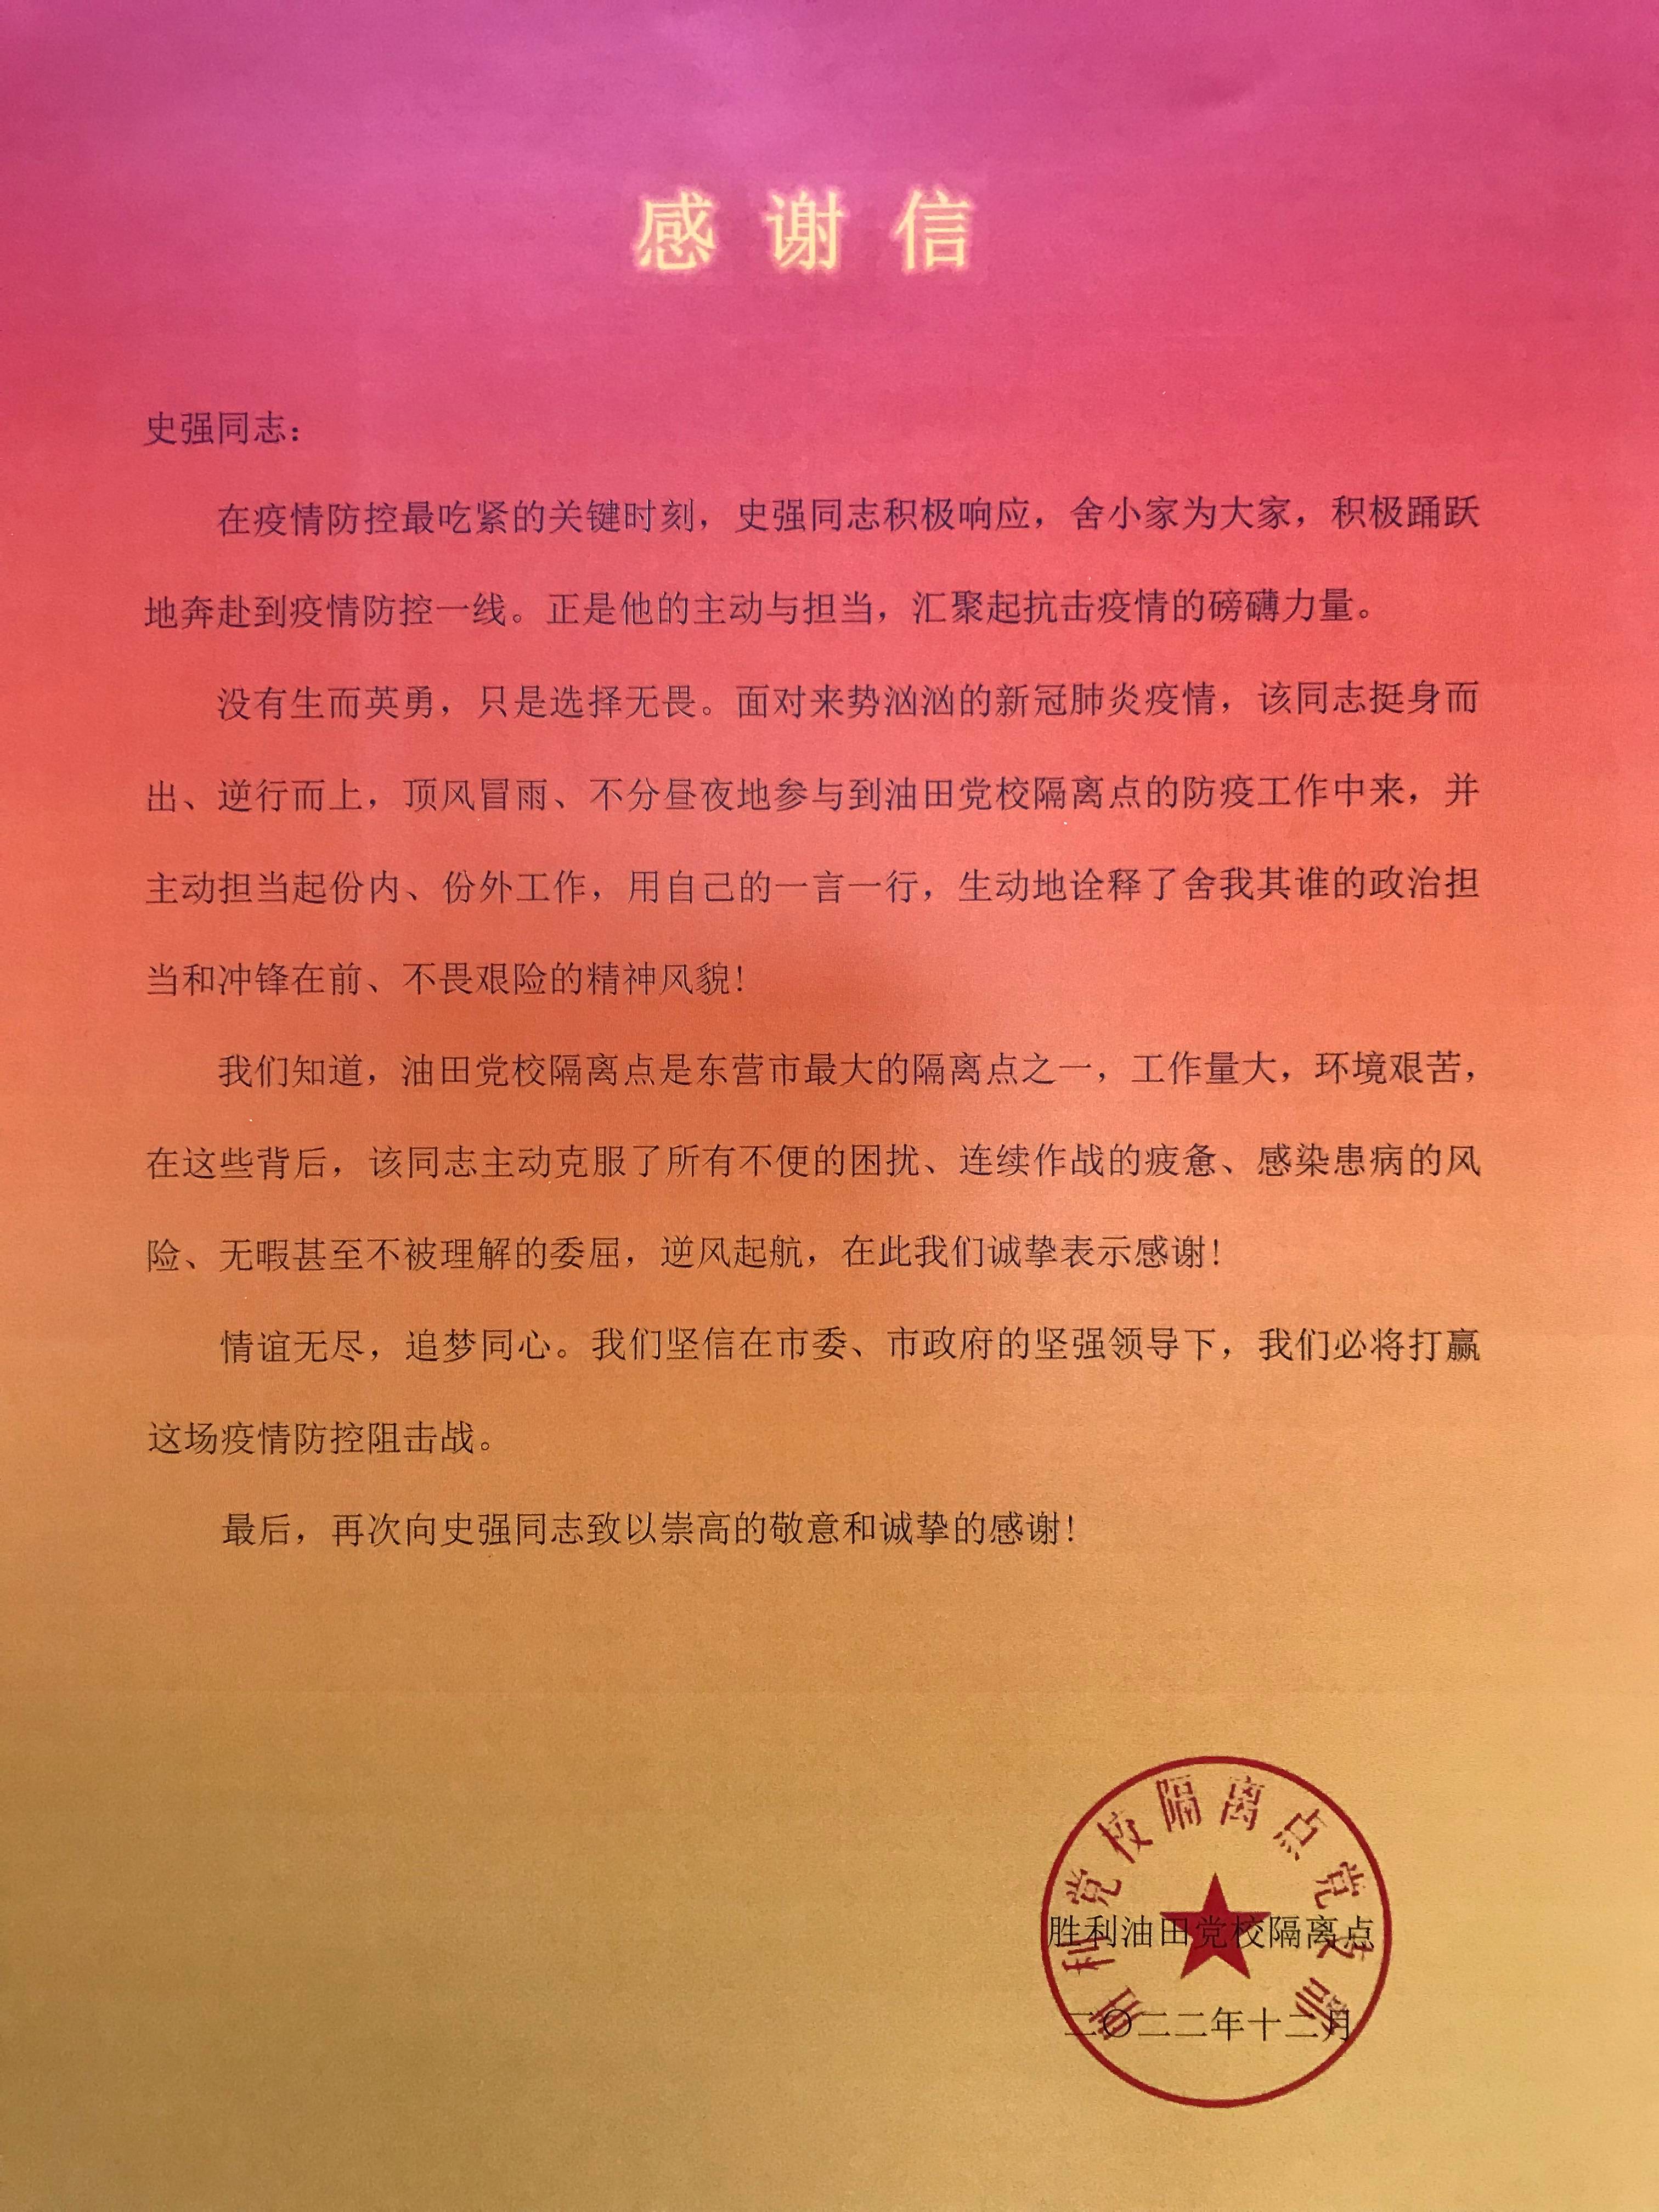 感谢信
史强同志：
在疫情防控最吃紧的关键时刻，史强同志积极响应，舍小家为大家，积极踊跃
地奔赴到疫情防控一线。正是他的主动与担当，汇聚起抗击疫情的磅礴力量。
没有生而英勇，只是选择无畏。面对来势汹汹的新冠肺炎疫情，该同志挺身而
出、逆行而上，顶风冒雨、不分昼夜地参与到油田党校隔离点的防疫工作中来，并
主动担当起份内、份外工作，用自己的一言一行，生动地诠释了舍我其谁的政治担
当和冲锋在前、不畏艰险的精神风貌！
我们知道，油田党校隔离点是东营市最大的隔离点之一，工作量大，环境艰苦，
在这些背后，该同志主动克服了所有不便的困扰、连续作战的疲惫、感染患病的风
险、无暇甚至不被理解的委屈，逆风起航，在此我们诚挚表示感谢！
情谊无尽，追梦同心。我们坚信在市委、市政府的坚强领导下，我们必将打赢
这场疫情防控阻击战。
最后，再次向史强同志致以崇高的敬意和诚挚的感谢！
党校隔离点党支部
胜利油田党校隔离点
二〇二二年十二月